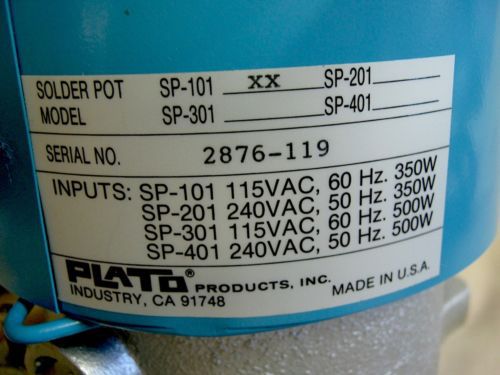 SOLDER POT SP-101 XX SP-201
MODEL SP-301 SP-401
SERIAL NO. 2876-119
INPUTS: SP-101 115VAC, 60 Hz. 350W
SP-201 240VAC, 50 Hz. 350W
SP-301 115VAC, 60 Hz. 500W
SP-401 240VAC, 50 Hz. 500W
PLATO® PRODUCTS, INC.
INDUSTRY, CA 91748 MADE IN U.S.A.